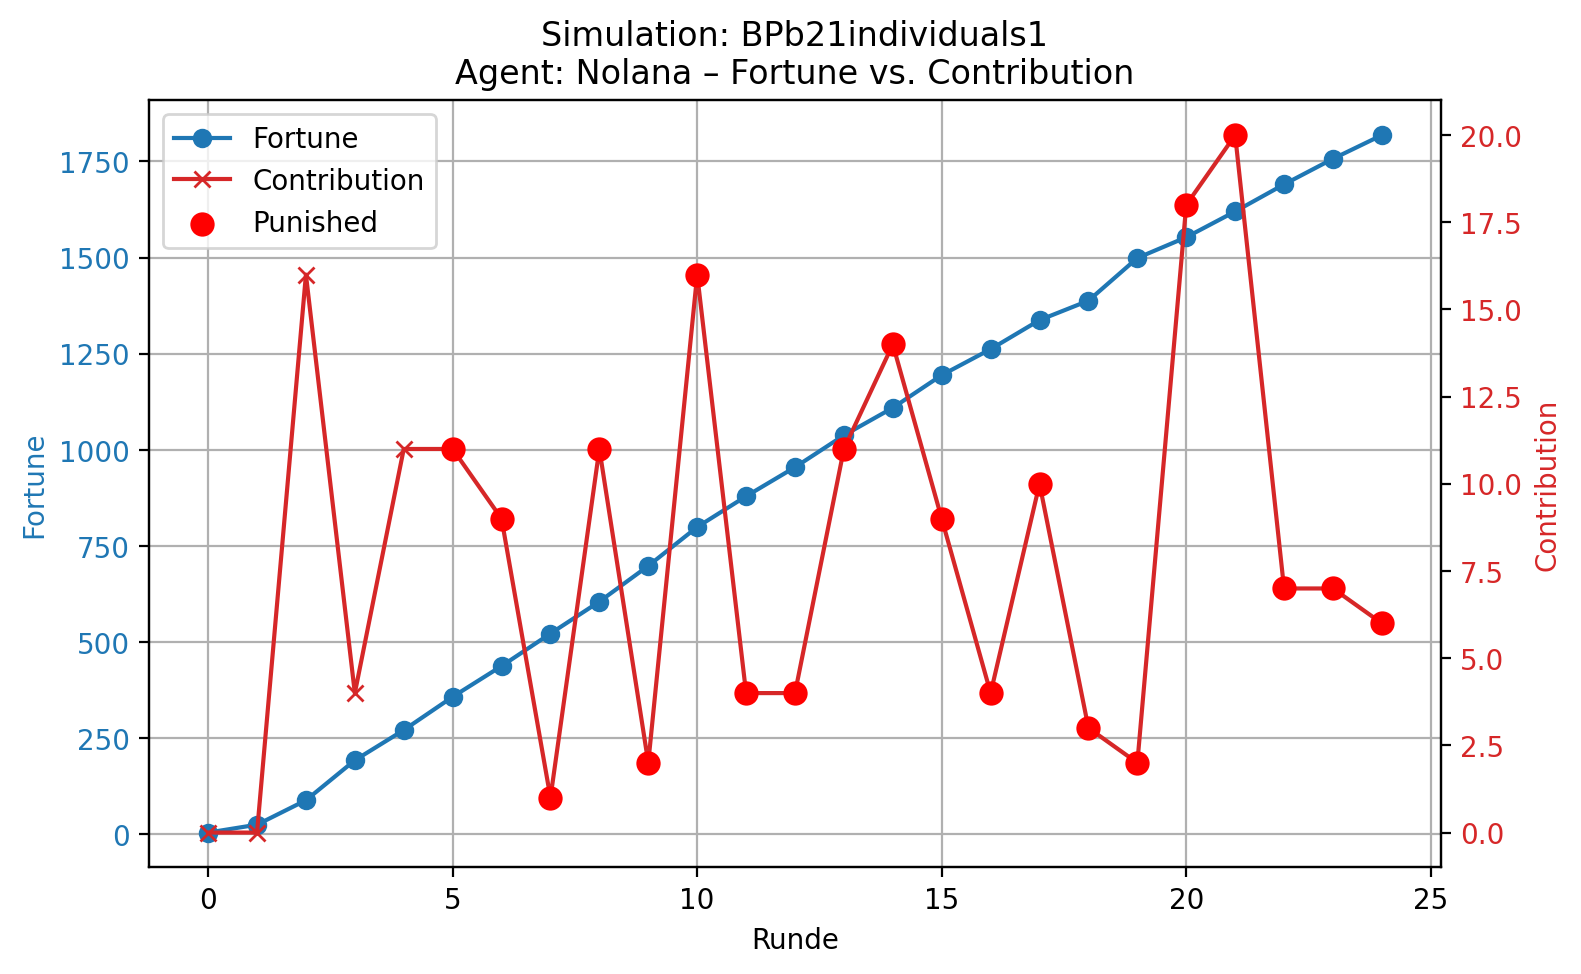 Simulation: BPb21individuals1
Agent: Nolana – Fortune vs. Contribution
Fortune
Contribution
Punished
1750
1500
1250
1000
750
500
250
0
Fortune
20.0
17.5
15.0
12.5
10.0
7.5
5.0
2.5
0.0
Contribution
0 5 10 15 20 25
Runde